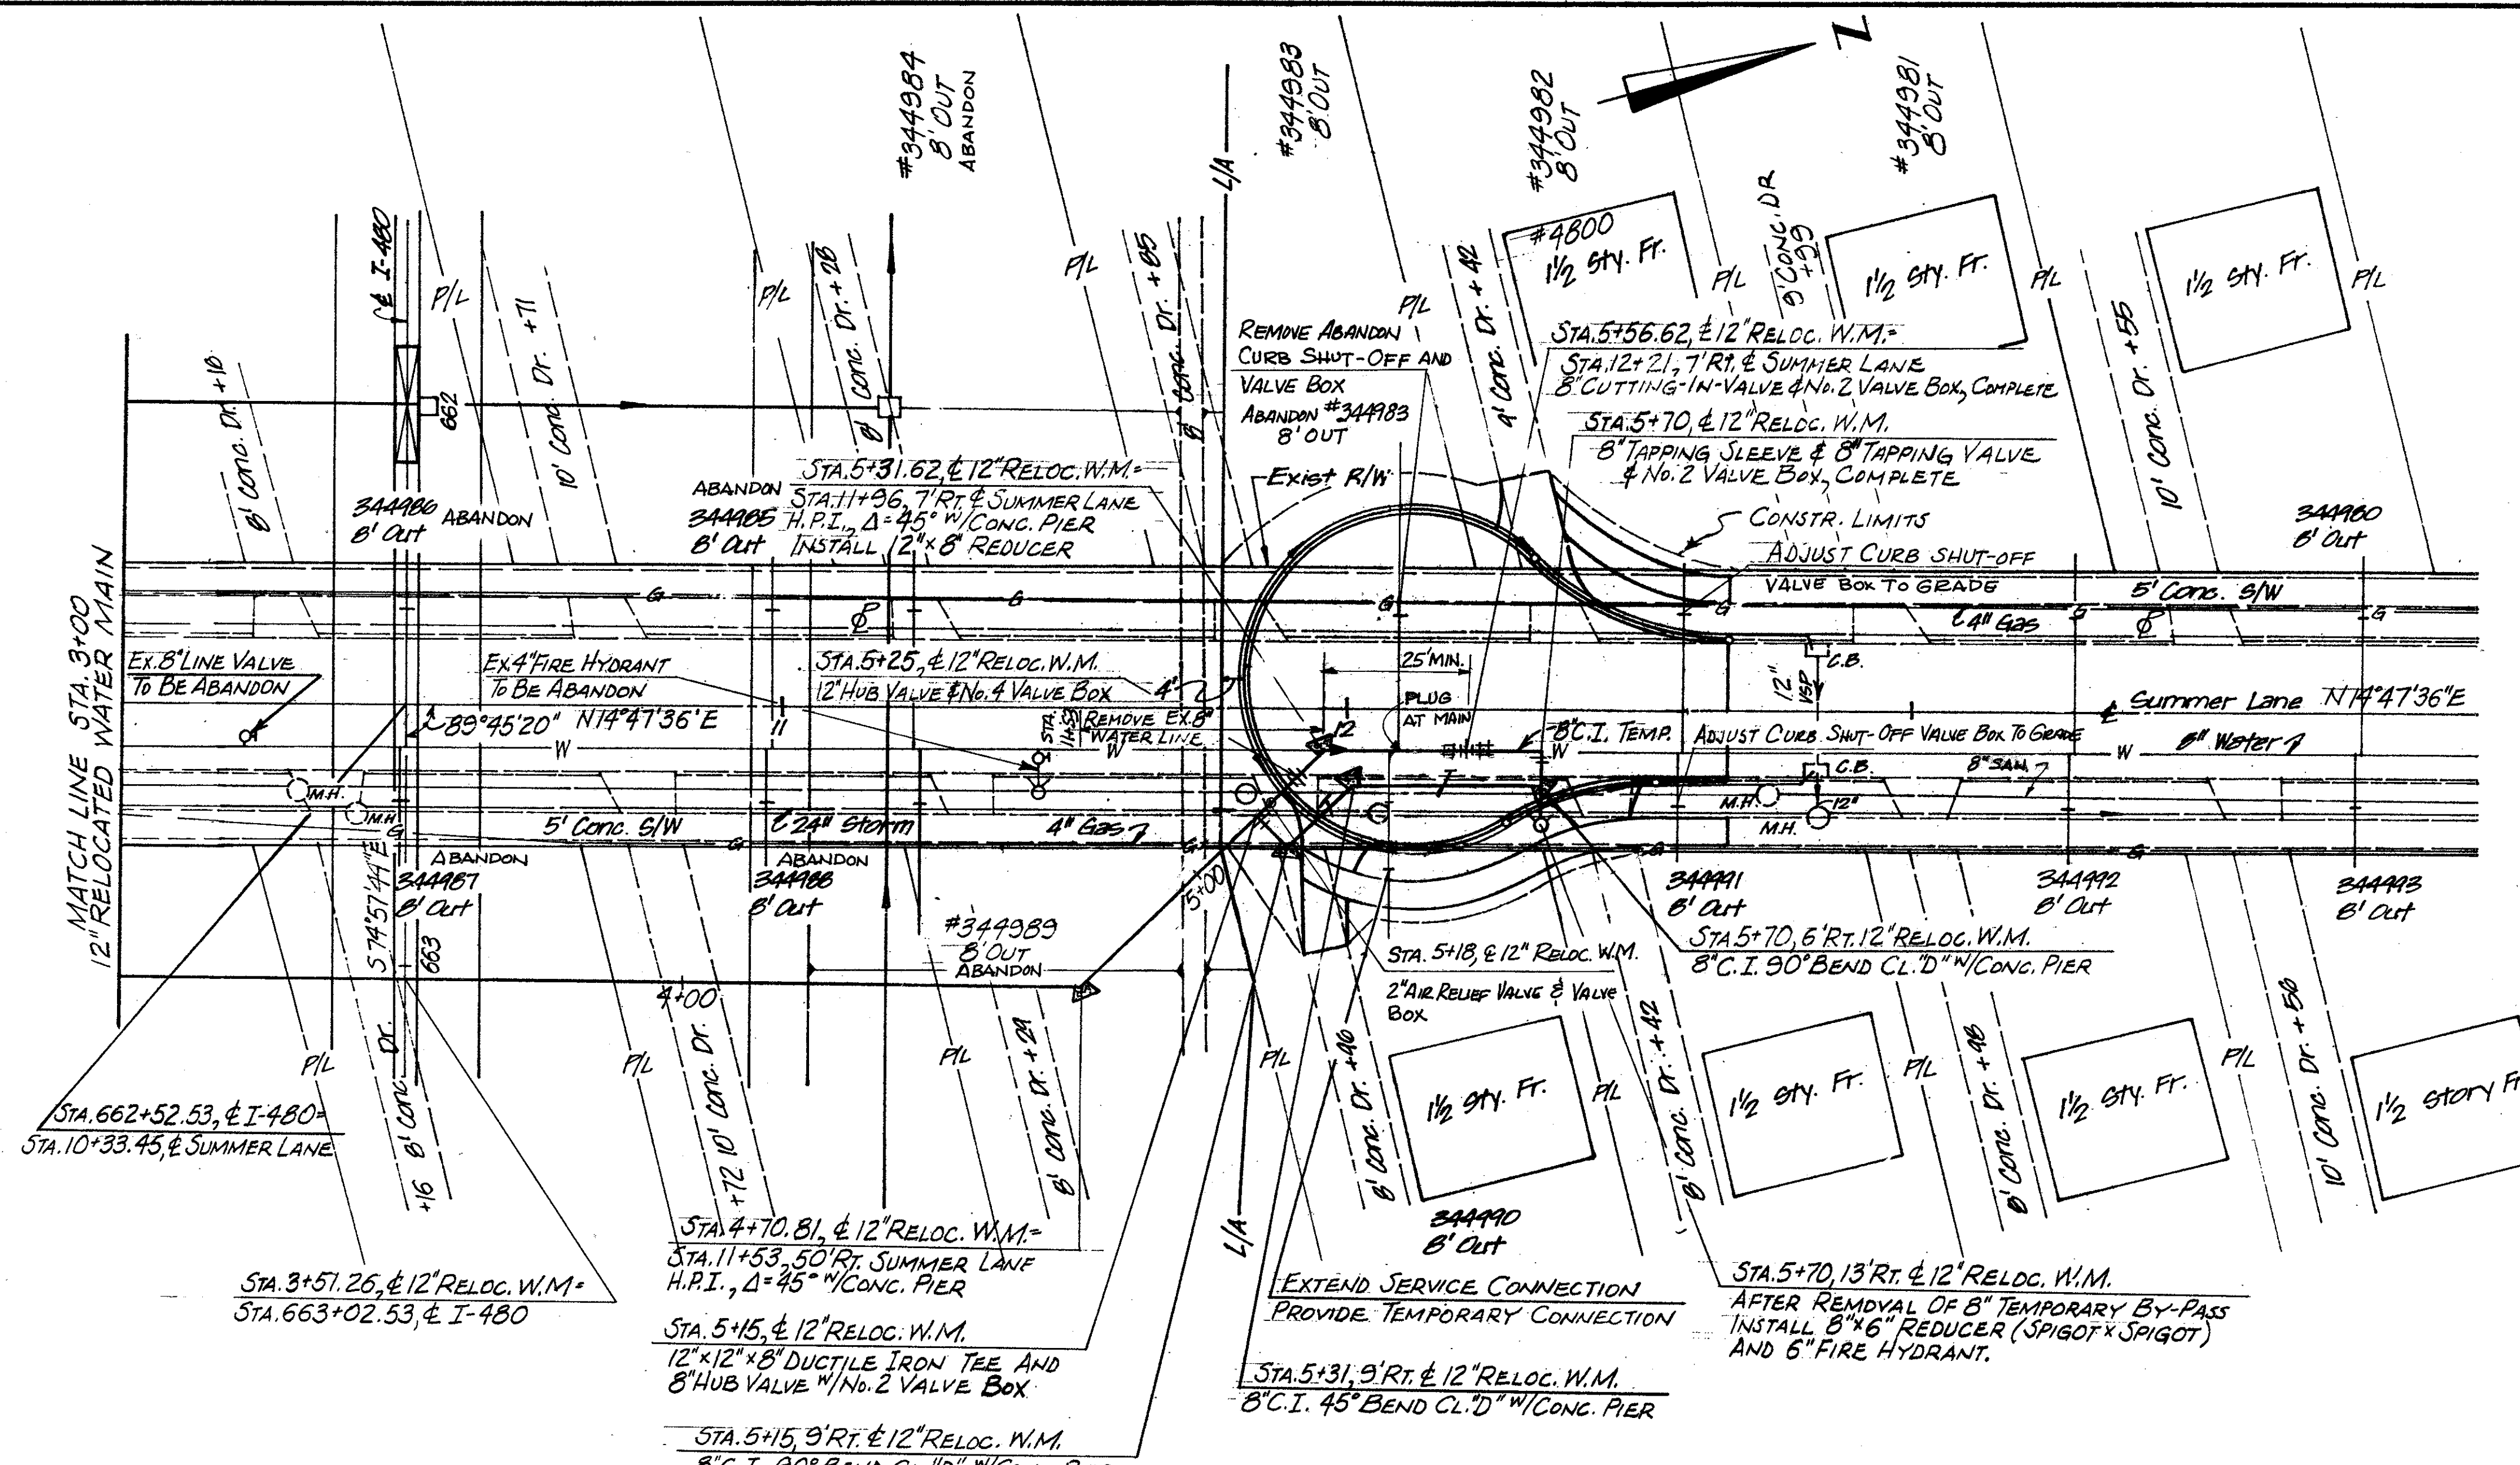 #344984
8' OUT
ABANDON
#344983
8' OUT
#344982
8' OUT
#344981
8' OUT
Z
L/A
℄ I-480
P/L
10' Conc. Dr. +71
P/L
8' Conc. Dr. +28
P/L
8' Conc. Dr. +85
P/L
9' Conc. Dr. +42
#4800
1½ Sty. Fr.
P/L
9' CONC. DR
+99
1½ Sty. Fr.
P/L
10' Conc. Dr. +55
1½ Sty. Fr.
P/L
8' Conc. Dr. +18
662
REMOVE ABANDON
CURB SHUT-OFF AND
VALVE BOX
ABANDON #344983
8' OUT
STA. 5+56.62, ℄ 12" RELOC. W.M.=
STA. 12+21, 7' RT. ℄ SUMMER LANE
8" CUTTING-IN-VALVE & No. 2 VALVE BOX, COMPLETE
STA. 5+70, ℄ 12" RELOC. W.M.
8" TAPPING SLEEVE & 8" TAPPING VALVE
& No. 2 VALVE BOX, COMPLETE
344986
8' Out
ABANDON
ABANDON
344985
8' Out
STA. 5+31.62, ℄ 12" RELOC. W.M.=
STA. 11+96, 7' RT. ℄ SUMMER LANE
H.P.I., Δ=45° W/CONC. PIER
INSTALL 12"x8" REDUCER
Exist R/W
CONSTR. LIMITS
ADJUST CURB SHUT-OFF
VALVE BOX TO GRADE
344980
8' Out
5' Conc. S/W
4" Gas
G
G
G
G
G
G
MATCH LINE STA. 3+00
12" RELOCATED WATER MAIN
EX. 8" LINE VALVE
TO BE ABANDON
EX. 4" FIRE HYDRANT
TO BE ABANDON
STA. 5+25, ℄ 12" RELOC. W.M.
12" HUB VALVE & No. 4 VALVE BOX
4'
25' MIN.
PLUG
AT MAIN
12"
VSP
C.B.
℄ Summer Lane N14°47'36"E
89°45'20"
N14°47'36"E
W
11
STA.
11+53
REMOVE EX. 8"
WATER LINE
W
12
8" C.I. TEMP.
W
ADJUST CURB SHUT-OFF VALVE BOX TO GRADE
W
8" Water
C.B.
8" SAN.
M.H.
M.H.
M.H.
M.H.
12"
T
5' Conc. S/W
24" Storm
4" Gas
G
G
G
G
G
S 74°57'44" E
ABANDON
344987
8' Out
ABANDON
344988
8' Out
5+00
344991
8' Out
344992
8' Out
344993
8' Out
#344989
8' OUT
ABANDON
663
4+00
STA. 5+18, ℄ 12" RELOC. W.M.
2" AIR RELIEF VALVE & VALVE
BOX
STA. 5+70, 6' RT. 12" RELOC. W.M.
8" C.I. 90° BEND CL. "D" W/CONC. PIER
P/L
+16 8' Conc. Dr.
P/L
+72 10' Conc. Dr.
P/L
8' Conc. Dr. +29
P/L
8' Conc. Dr. +46
1½ Sty. Fr.
P/L
8' Conc. Dr. +42
1½ Sty. Fr.
P/L
8' Conc. Dr. +98
1½ Sty. Fr.
P/L
10' Conc. Dr. +56
1½ Story Fr
STA. 662+52.53, ℄ I-480=
STA. 10+33.45, ℄ SUMMER LANE
STA. 3+51.26, ℄ 12" RELOC. W.M.=
STA. 663+02.53, ℄ I-480
STA. 4+70.81, ℄ 12" RELOC. W.M.=
STA. 11+53, 50' RT. SUMMER LANE
H.P.I., Δ=45° W/CONC. PIER
L/A
344990
8' Out
EXTEND SERVICE CONNECTION
PROVIDE TEMPORARY CONNECTION
STA. 5+70, 13' RT. ℄ 12" RELOC. W.M.
AFTER REMOVAL OF 8" TEMPORARY BY-PASS
INSTALL 8"x6" REDUCER (SPIGOT x SPIGOT)
AND 6" FIRE HYDRANT.
STA. 5+15, ℄ 12" RELOC. W.M.
12"x12"x8" DUCTILE IRON TEE AND
8" HUB VALVE W/No. 2 VALVE BOX
STA. 5+31, 9' RT. ℄ 12" RELOC. W.M.
8" C.I. 45° BEND CL. "D" W/CONC. PIER
STA. 5+15, 9' RT. ℄ 12" RELOC. W.M.
8" C.I. 90° BEND CL. "D" W/CONC.